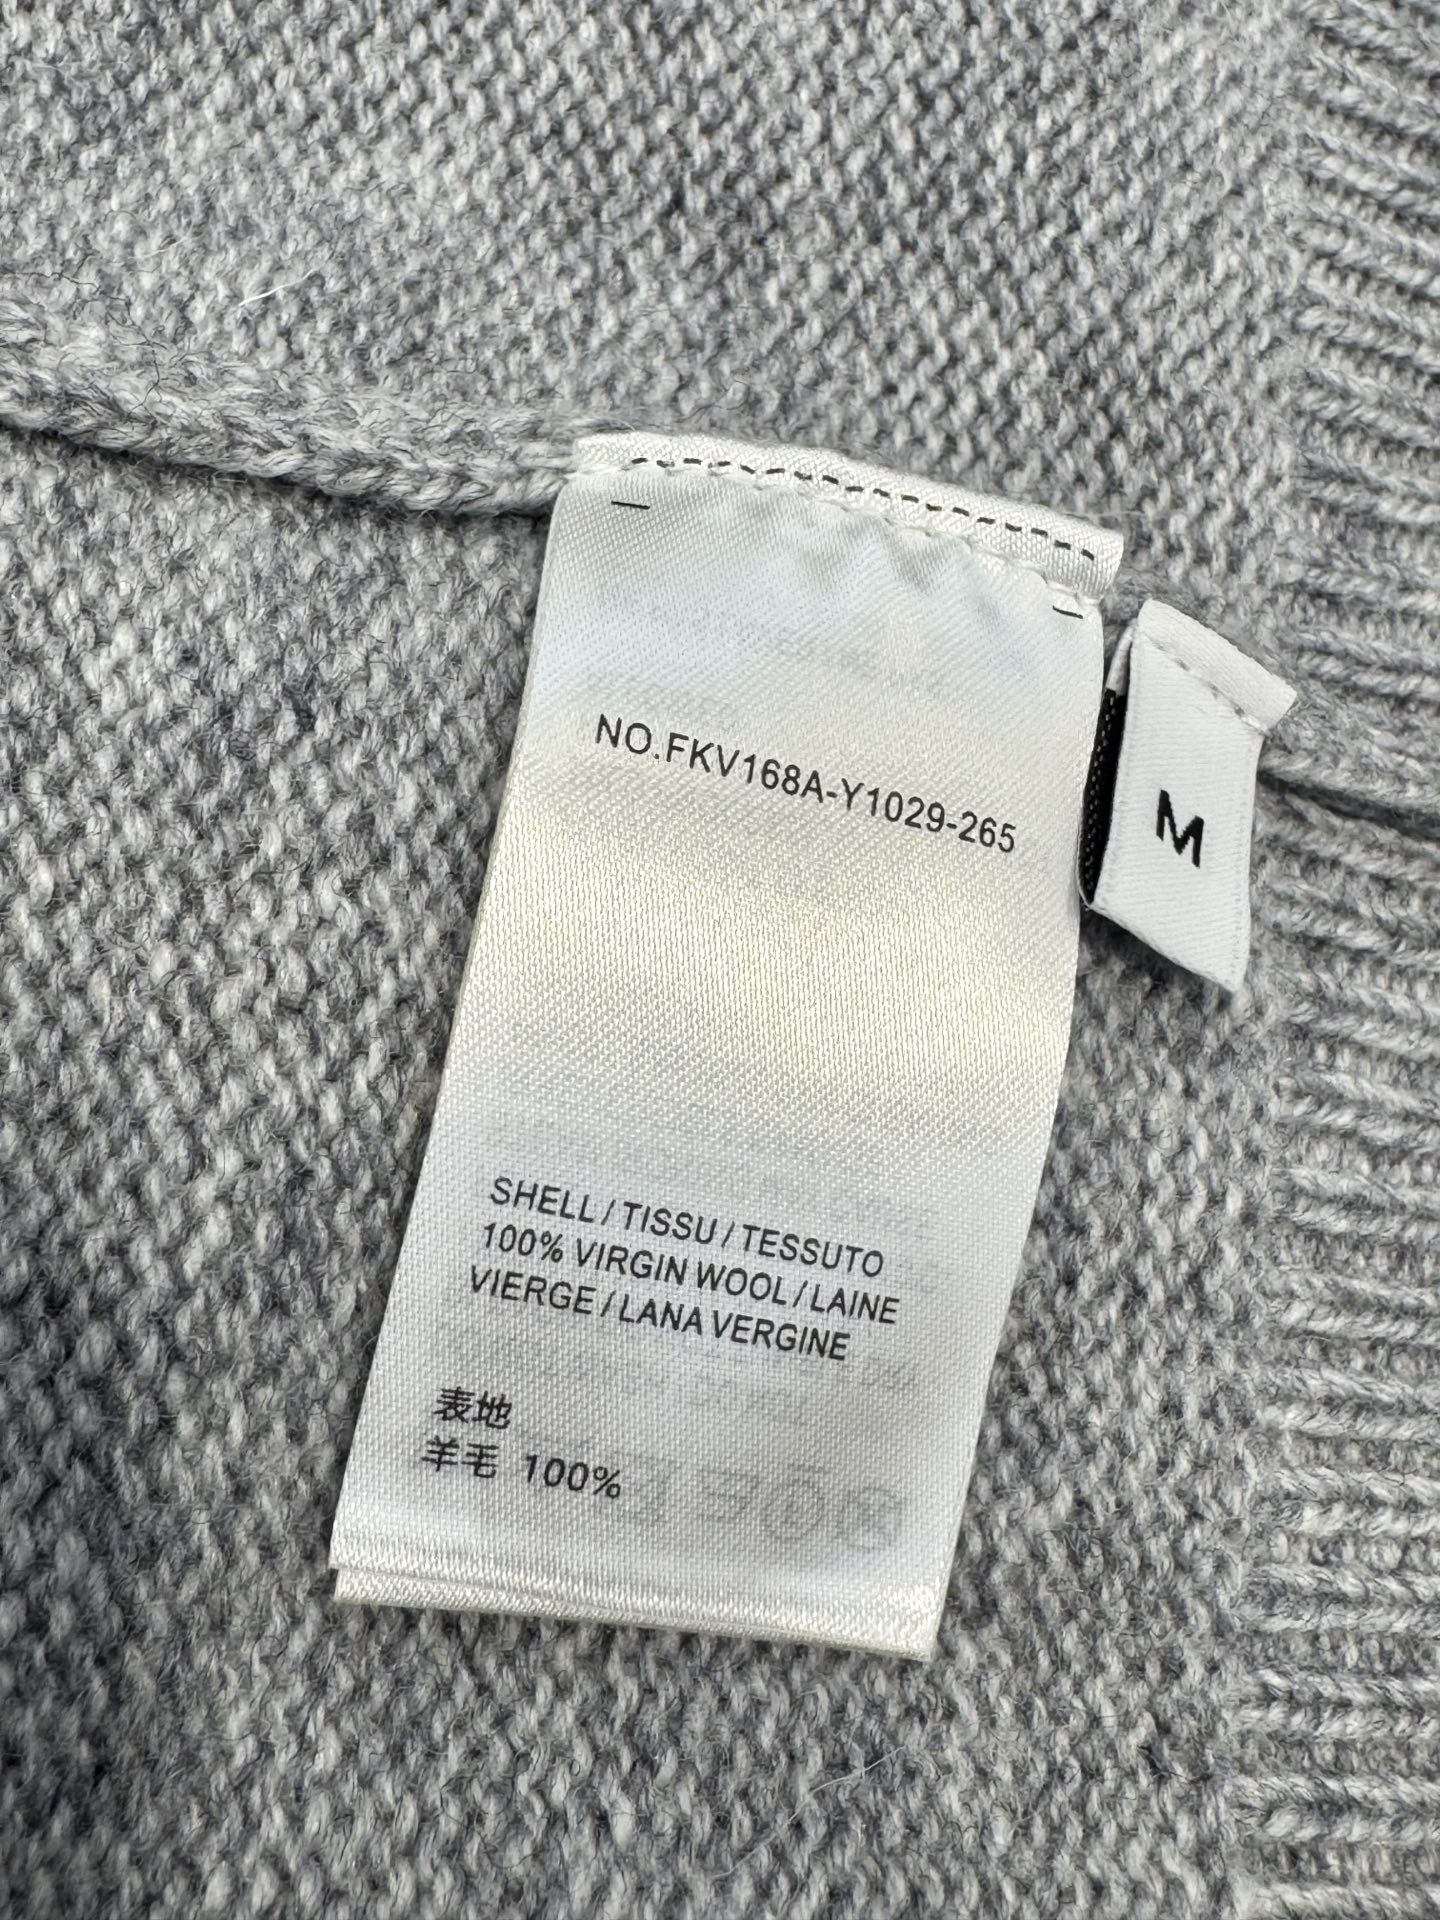 NO.FKV168A-Y1029-265
M
SHELL / TISSU / TESSUTO
100% VIRGIN WOOL / LAINE
VIERGE / LANA VERGINE
表地
羊毛 100%